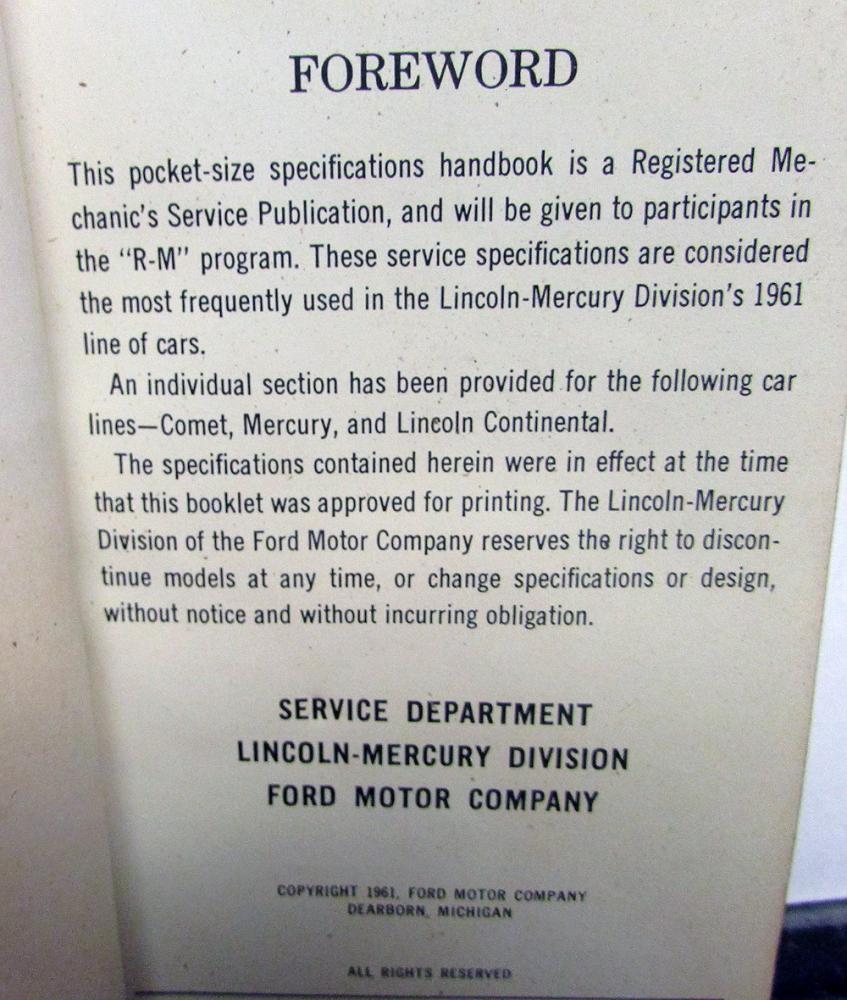 FOREWORD
This pocket-size specifications handbook is a Registered Me-
chanic's Service Publication, and will be given to participants in
the “R-M” program. These service specifications are considered
the most frequently used in the Lincoln-Mercury Division's 1961
line of cars.
An individual section has been provided for the following car
lines—Comet, Mercury, and Lincoln Continental.
The specifications contained herein were in effect at the time
that this booklet was approved for printing. The Lincoln-Mercury
Division of the Ford Motor Company reserves the right to discon-
tinue models at any time, or change specifications or design,
without notice and without incurring obligation.
SERVICE DEPARTMENT
LINCOLN-MERCURY DIVISION
FORD MOTOR COMPANY
COPYRIGHT 1961, FORD MOTOR COMPANY
DEARBORN, MICHIGAN
ALL RIGHTS RESERVED